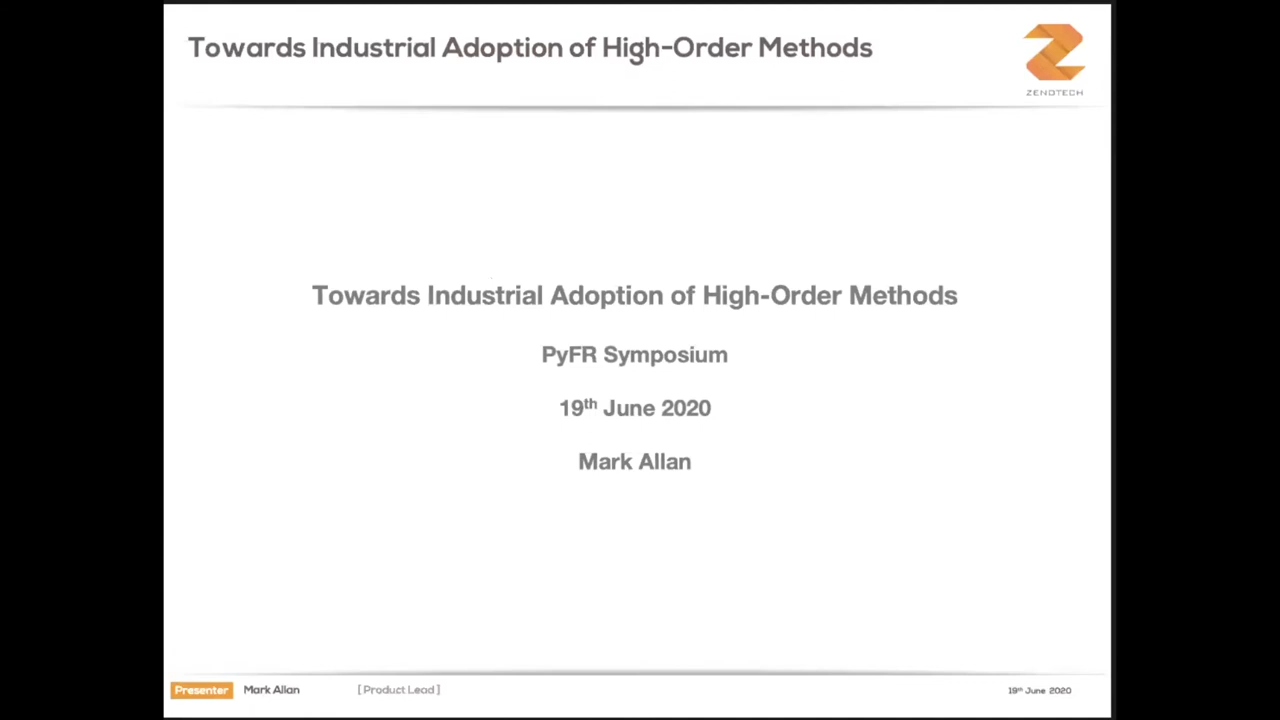 Towards Industrial Adoption of High-Order Methods
ZENOTECH
Towards Industrial Adoption of High-Order Methods
PyFR Symposium
19th June 2020
Mark Allan
Presenter Mark Allan [ Product Lead ] 19th June 2020